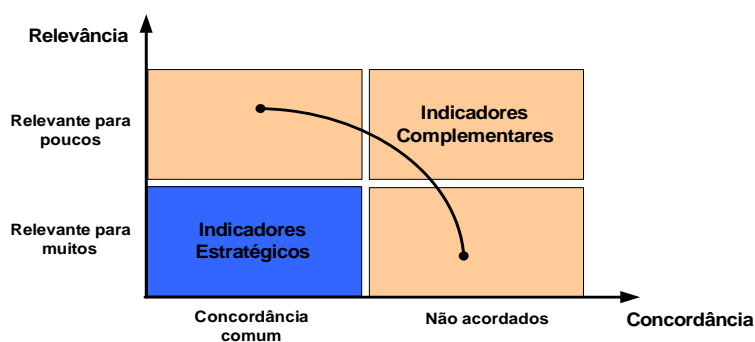 Relevância
Relevante para
poucos
Indicadores
Complementares
Relevante para
muitos
Indicadores
Estratégicos
Concordância
comum
Não acordados
Concordância